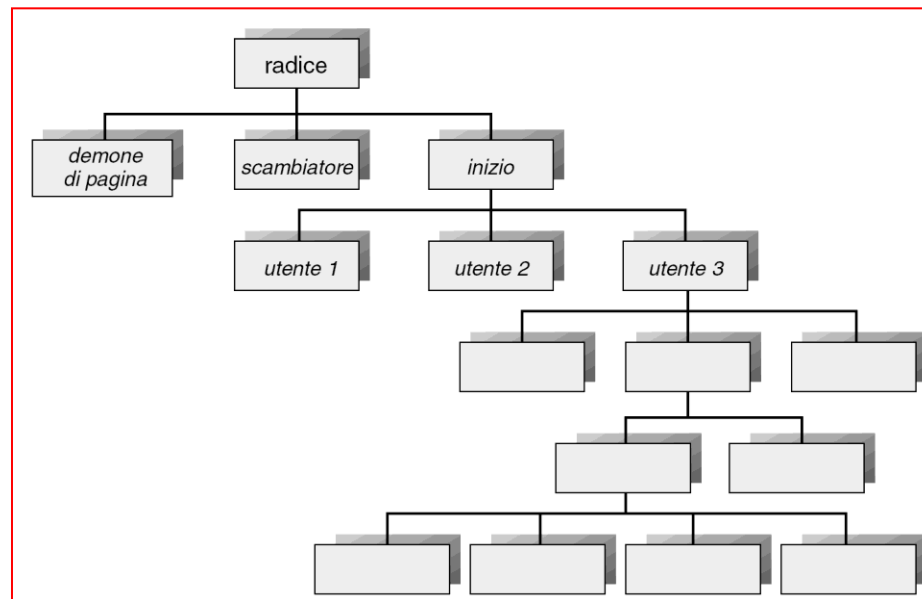 radice
demone
di pagina
scambiatore
inizio
utente 1
utente 2
utente 3